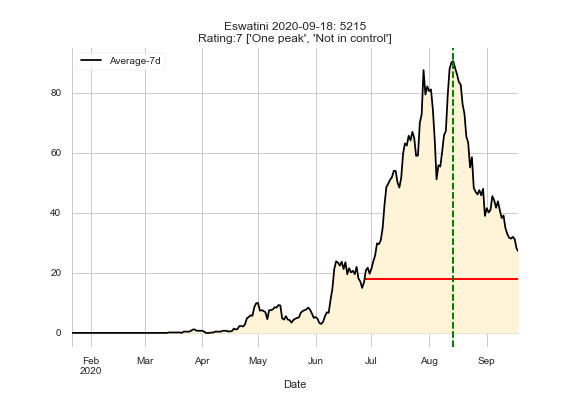 Eswatini 2020-09-18: 5215
Rating:7 ['One peak', 'Not in control']
Average-7d
80
60
40
20
0
Feb Mar Apr May Jun Jul Aug Sep
2020
Date